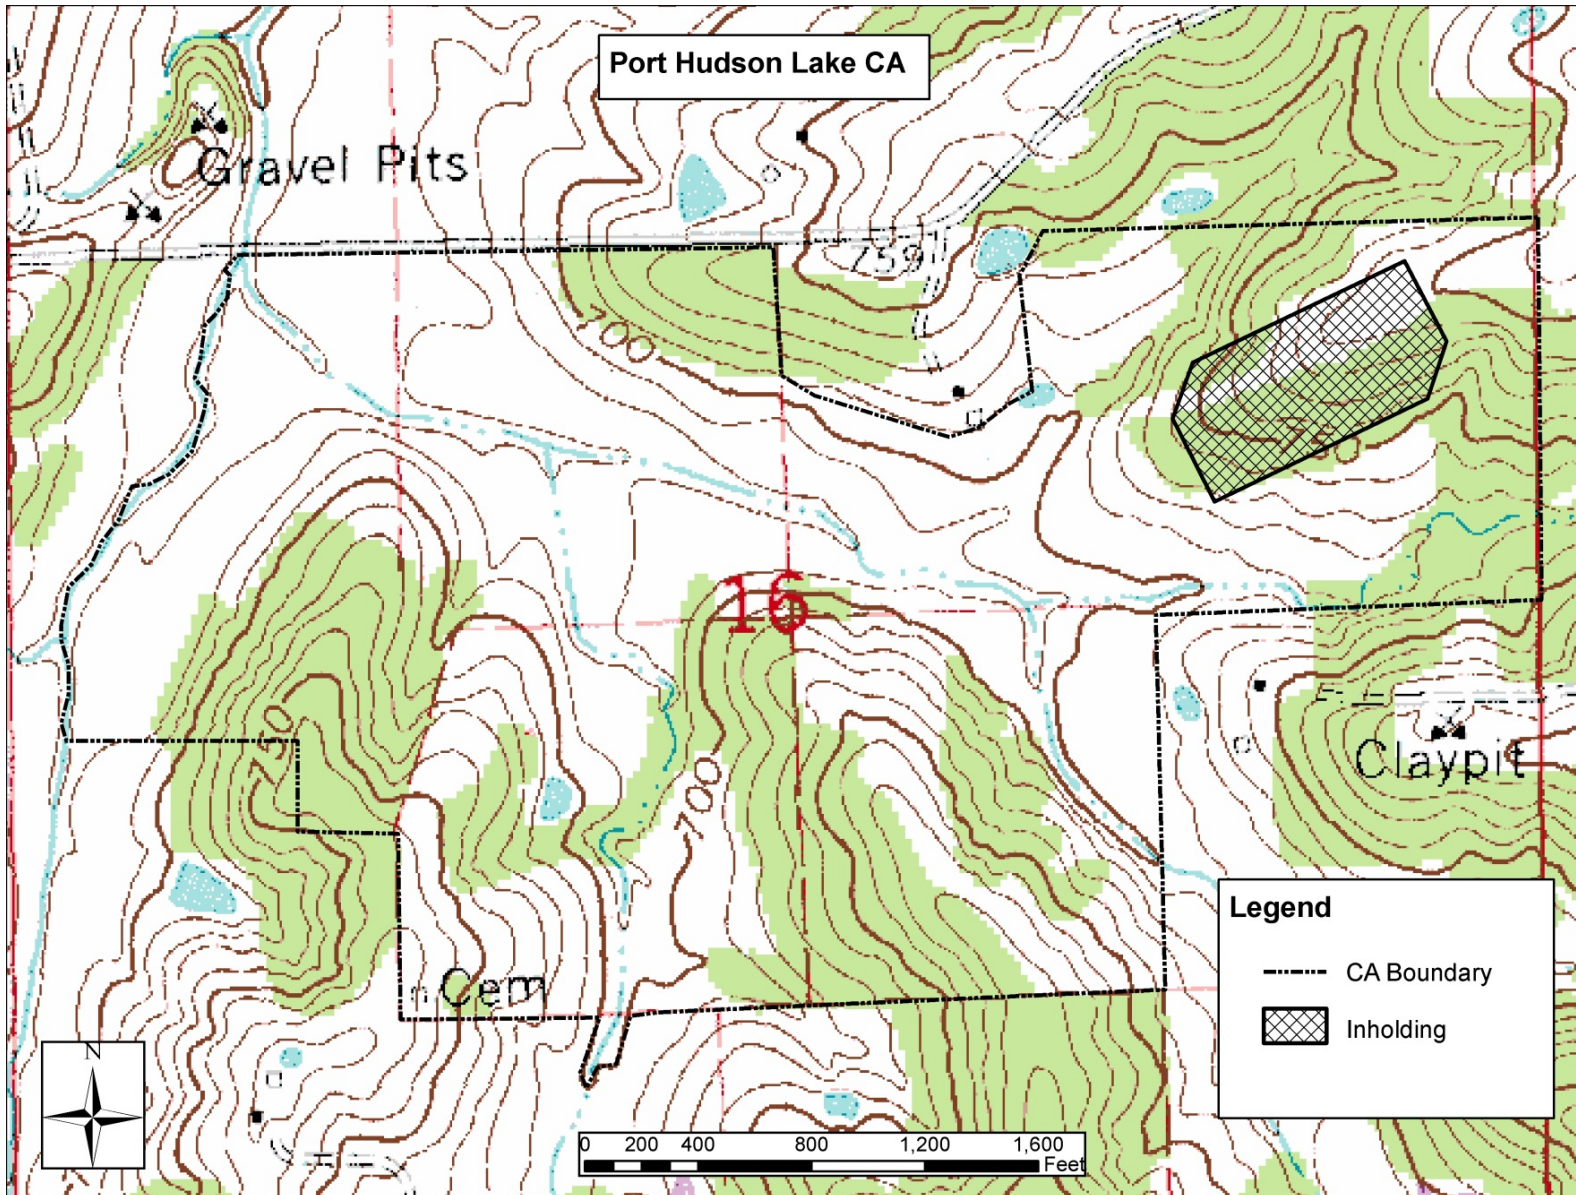 Port Hudson Lake CA
Gravel Pits
759
700
750
16
750
700
Claypit
Cem
Legend
CA Boundary
Inholding
N
0 200 400 800 1,200 1,600
Feet